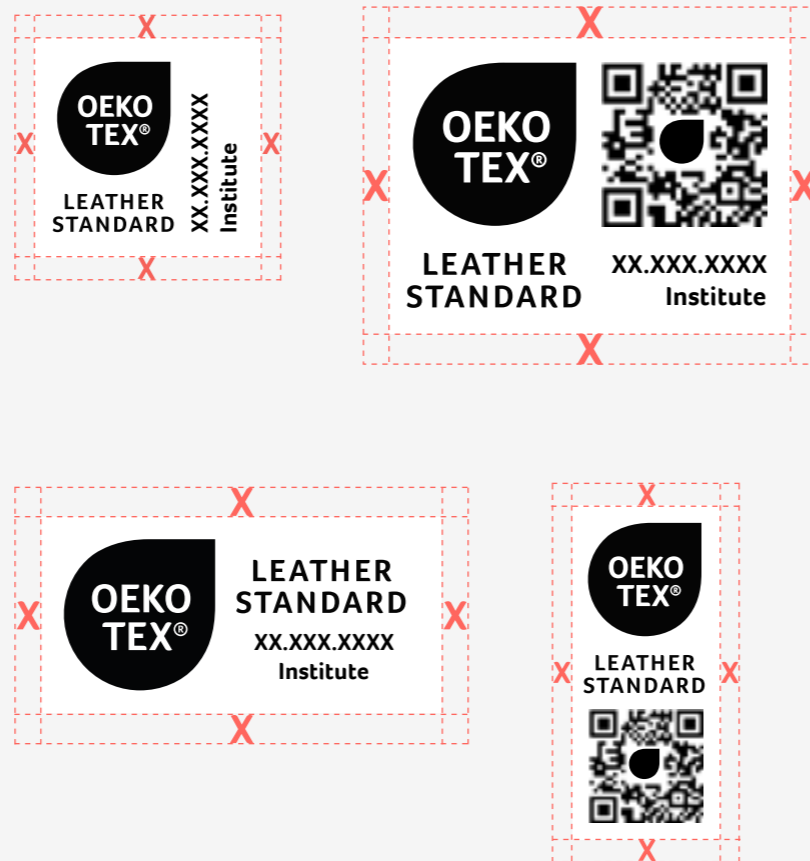 X
X
OEKO
TEX®
LEATHER
STANDARD
XX.XXX.XXXX
Institute
X
X
X
X
OEKO
TEX®
LEATHER
STANDARD
XX.XXX.XXXX
Institute
X
X
X
X
OEKO
TEX®
LEATHER
STANDARD
XX.XXX.XXXX
Institute
X
X
X
X
OEKO
TEX®
LEATHER
STANDARD
X
X